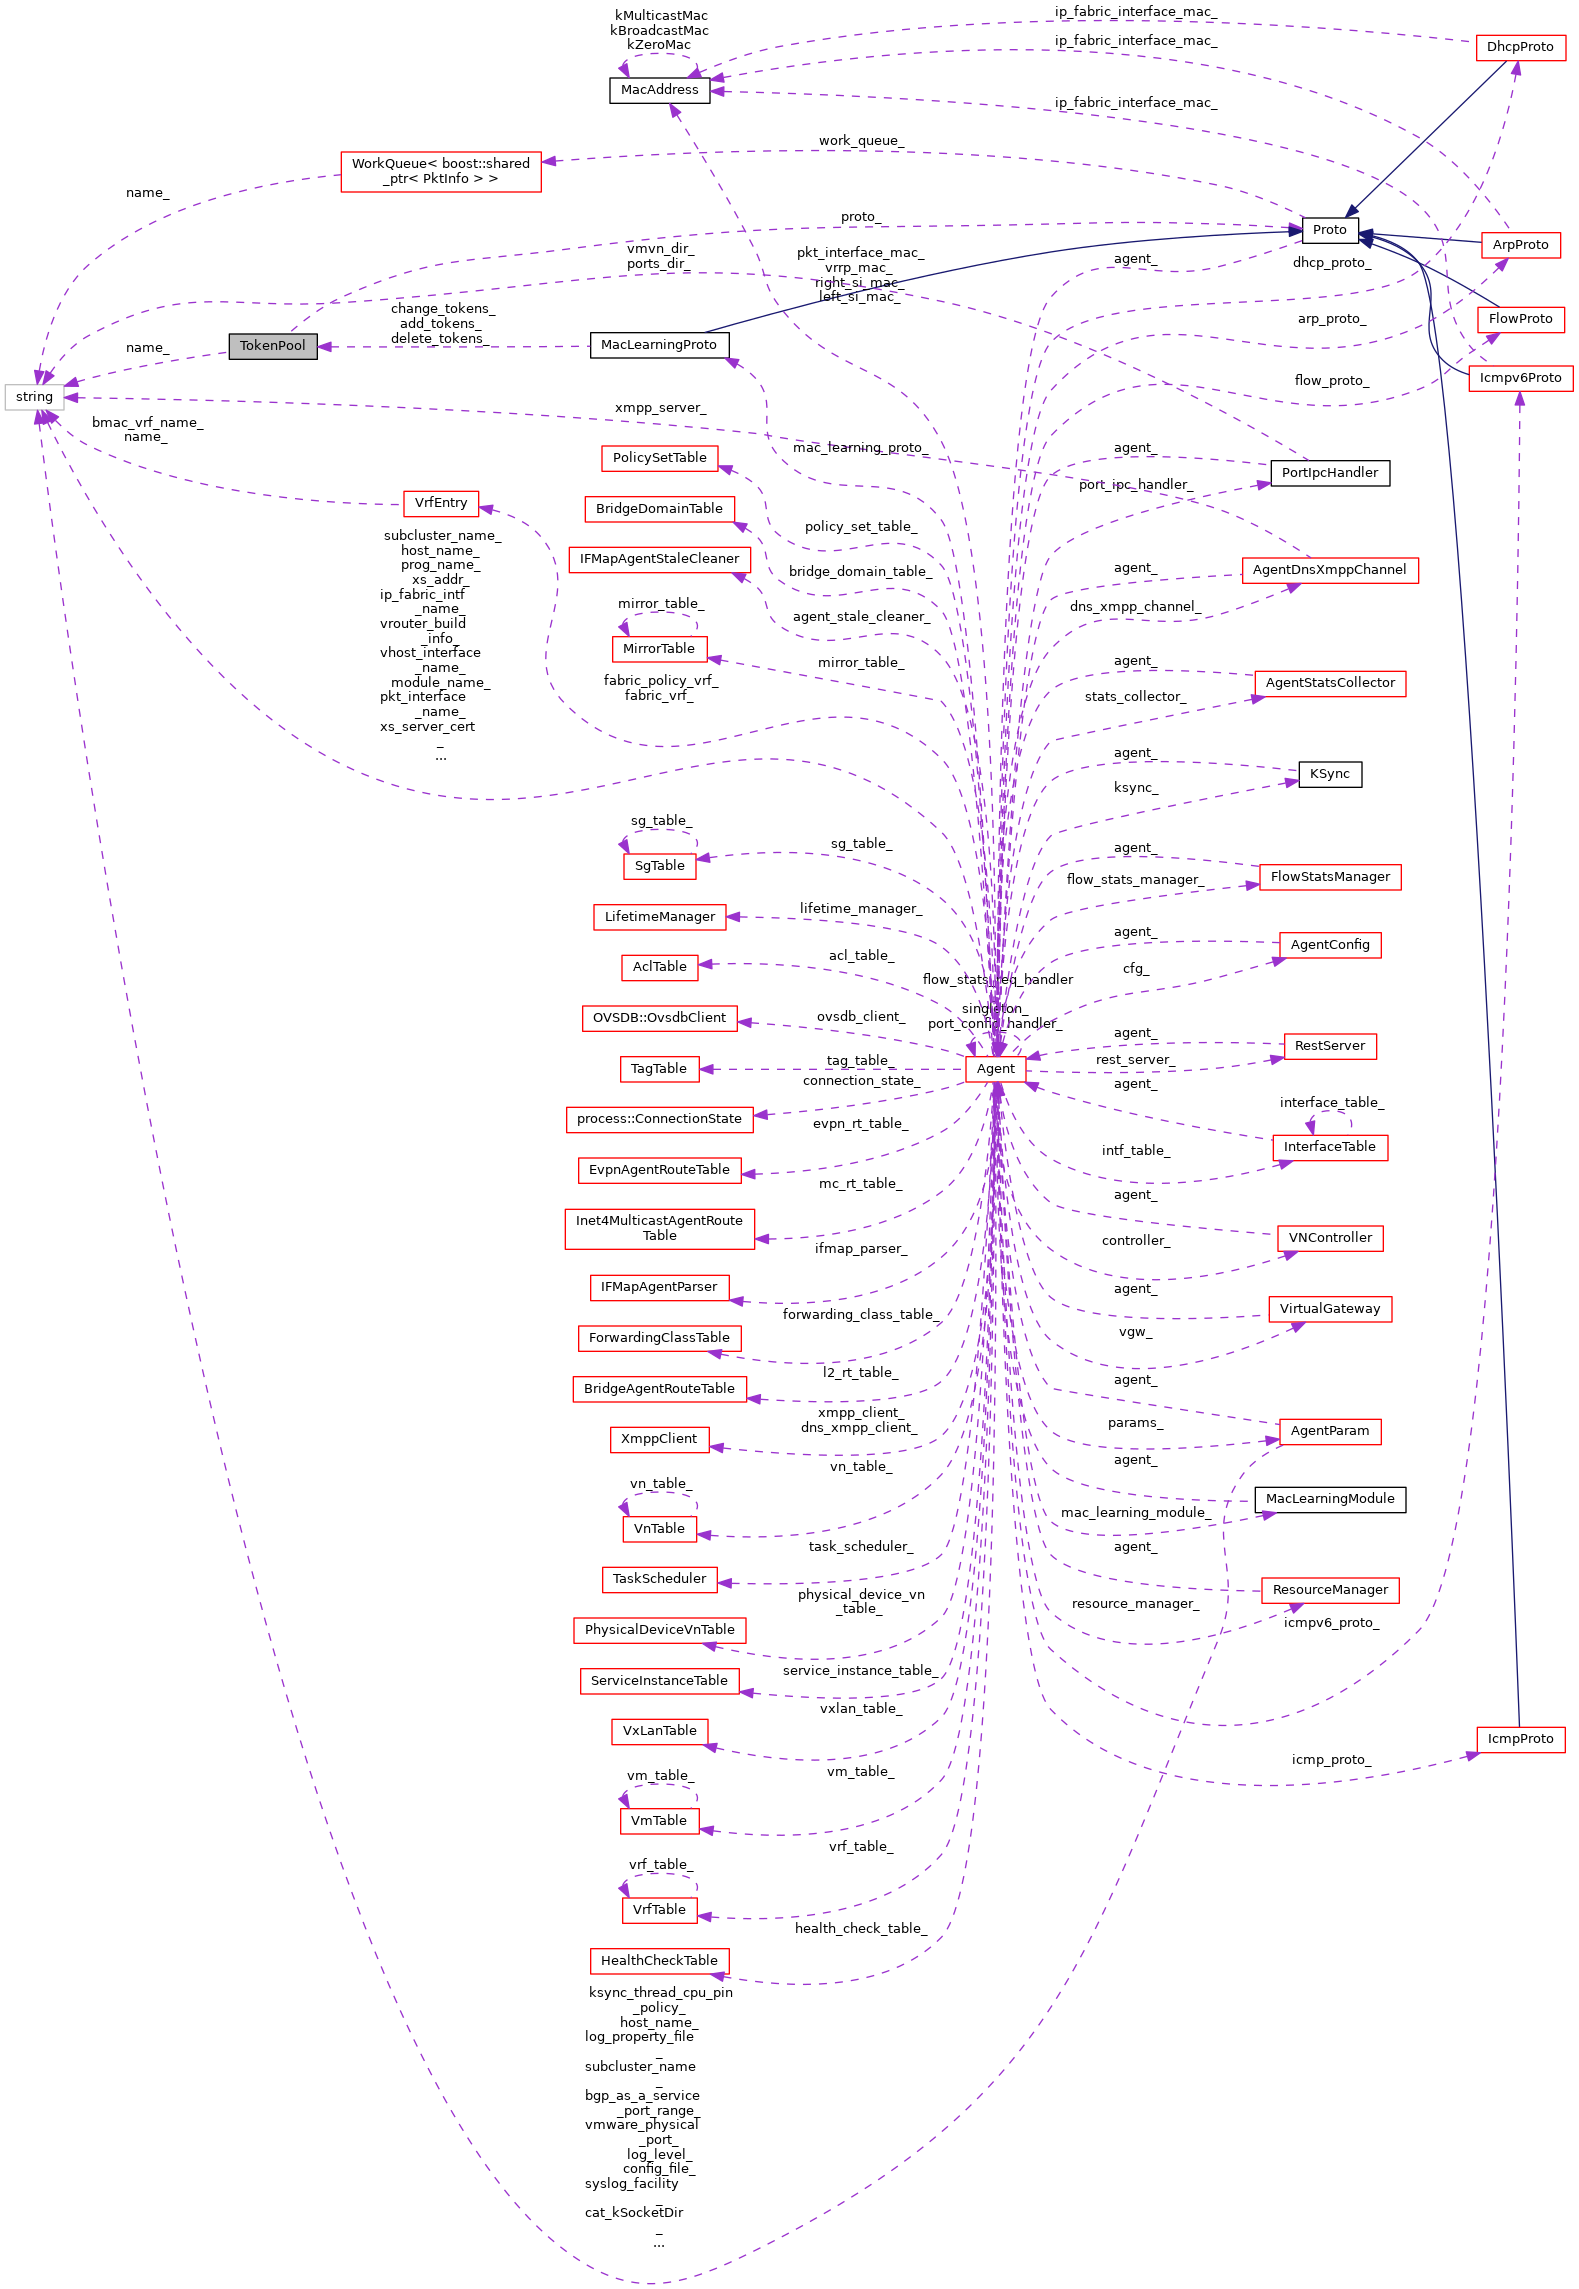 kMulticastMac
kBroadcastMac
kZeroMac
MacAddress
ip_fabric_interface_mac_
ip_fabric_interface_mac_
ip_fabric_interface_mac_
DhcpProto
work_queue_
WorkQueue< boost::shared
_ptr< PktInfo > >
name_
proto_
Proto
ArpProto
vmvn_dir_
ports_dir_
pkt_interface_mac_
vrrp_mac_
right_si_mac_
left_si_mac_
agent_
dhcp_proto_
change_tokens_
add_tokens_
delete_tokens_
TokenPool
MacLearningProto
arp_proto_
FlowProto
name_
string
flow_proto_
Icmpv6Proto
bmac_vrf_name_
name_
xmpp_server_
mac_learning_proto_
agent_
PolicySetTable
PortIpcHandler
port_ipc_handler_
VrfEntry
BridgeDomainTable
policy_set_table_
subcluster_name_
host_name_
prog_name_
xs_addr_
ip_fabric_intf
_name_
vrouter_build
_info_
vhost_interface
_name_
module_name_
pkt_interface
_name_
xs_server_cert
_
...
IFMapAgentStaleCleaner
bridge_domain_table_
agent_
AgentDnsXmppChannel
mirror_table_
agent_stale_cleaner_
dns_xmpp_channel_
MirrorTable
mirror_table_
agent_
fabric_policy_vrf_
fabric_vrf_
AgentStatsCollector
stats_collector_
agent_
KSync
ksync_
sg_table_
SgTable
sg_table_
agent_
FlowStatsManager
flow_stats_manager_
LifetimeManager
lifetime_manager_
agent_
AgentConfig
AclTable
acl_table_
cfg_
flow_stats_req_handler
singleton_
port_config_handler_
OVSDB::OvsdbClient
ovsdb_client_
agent_
RestServer
TagTable
tag_table_
Agent
rest_server_
connection_state_
agent_
process::ConnectionState
interface_table_
InterfaceTable
evpn_rt_table_
intf_table_
EvpnAgentRouteTable
mc_rt_table_
agent_
Inet4MulticastAgentRoute
Table
VNController
controller_
ifmap_parser_
IFMapAgentParser
agent_
VirtualGateway
forwarding_class_table_
vgw_
ForwardingClassTable
l2_rt_table_
agent_
BridgeAgentRouteTable
xmpp_client_
dns_xmpp_client_
params_
AgentParam
XmppClient
vn_table_
agent_
vn_table_
MacLearningModule
mac_learning_module_
VnTable
task_scheduler_
agent_
TaskScheduler
ResourceManager
physical_device_vn
_table_
resource_manager_
icmpv6_proto_
PhysicalDeviceVnTable
service_instance_table_
ServiceInstanceTable
vxlan_table_
VxLanTable
IcmpProto
icmp_proto_
vm_table_
vm_table_
VmTable
vrf_table_
vrf_table_
VrfTable
health_check_table_
HealthCheckTable
ksync_thread_cpu_pin
_policy_
host_name_
log_property_file
_
subcluster_name
_
bgp_as_a_service
_port_range_
vmware_physical
_port_
log_level_
config_file_
syslog_facility
_
cat_kSocketDir
_
...